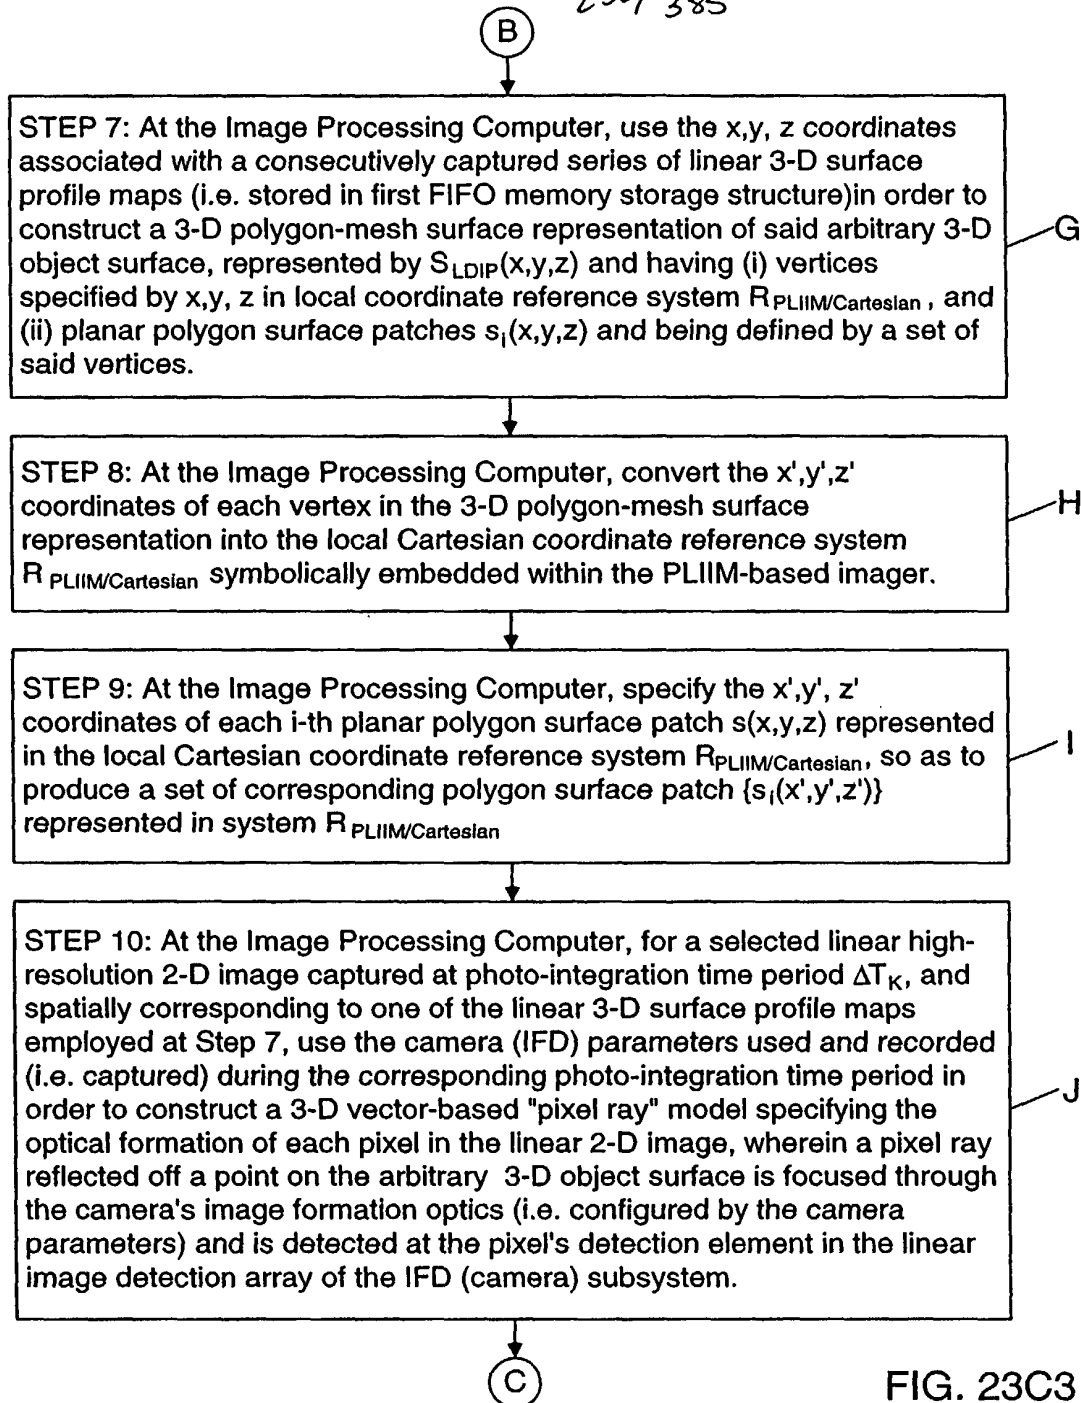 385
B
STEP 7: At the Image Processing Computer, use the x,y, z coordinates
associated with a consecutively captured series of linear 3-D surface
profile maps (i.e. stored in first FIFO memory storage structure)in order to
construct a 3-D polygon-mesh surface representation of said arbitrary 3-D
object surface, represented by S_LDIP(x,y,z) and having (i) vertices
specified by x,y, z in local coordinate reference system R_PLIIM/Cartesian , and
(ii) planar polygon surface patches s_i(x,y,z) and being defined by a set of
said vertices.
G
STEP 8: At the Image Processing Computer, convert the x',y',z'
coordinates of each vertex in the 3-D polygon-mesh surface
representation into the local Cartesian coordinate reference system
R PLIIM/Cartesian symbolically embedded within the PLIIM-based imager.
H
STEP 9: At the Image Processing Computer, specify the x',y', z'
coordinates of each i-th planar polygon surface patch s(x,y,z) represented
in the local Cartesian coordinate reference system R_PLIIM/Cartesian, so as to
produce a set of corresponding polygon surface patch {s_i(x',y',z')}
represented in system R PLIIM/Cartesian
I
STEP 10: At the Image Processing Computer, for a selected linear high-
resolution 2-D image captured at photo-integration time period ΔT_K, and
spatially corresponding to one of the linear 3-D surface profile maps
employed at Step 7, use the camera (IFD) parameters used and recorded
(i.e. captured) during the corresponding photo-integration time period in
order to construct a 3-D vector-based "pixel ray" model specifying the
optical formation of each pixel in the linear 2-D image, wherein a pixel ray
reflected off a point on the arbitrary 3-D object surface is focused through
the camera's image formation optics (i.e. configured by the camera
parameters) and is detected at the pixel's detection element in the linear
image detection array of the IFD (camera) subsystem.
J
C
FIG. 23C3